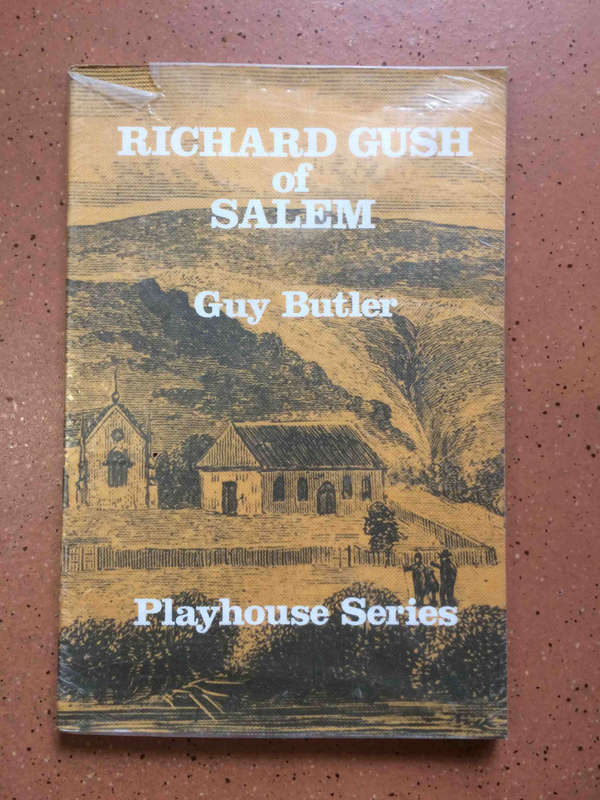 RICHARD GUSH
of
SALEM
Guy Butler
Playhouse Series